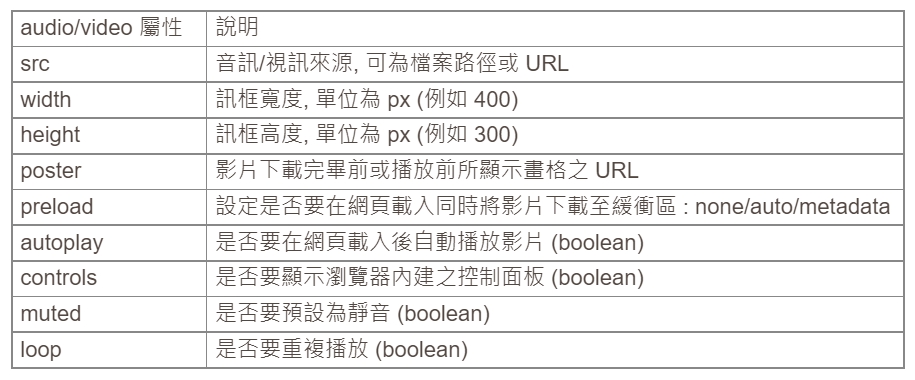 audio/video 屬性 說明
src 音訊/視訊來源, 可為檔案路徑或 URL
width 訊框寬度, 單位為 px (例如 400)
height 訊框高度, 單位為 px (例如 300)
poster 影片下載完畢前或播放前所顯示畫格之 URL
preload 設定是否要在網頁載入同時將影片下載至緩衝區 : none/auto/metadata
autoplay 是否要在網頁載入後自動播放影片 (boolean)
controls 是否要顯示瀏覽器內建之控制面板 (boolean)
muted 是否要預設為靜音 (boolean)
loop 是否要重複播放 (boolean)